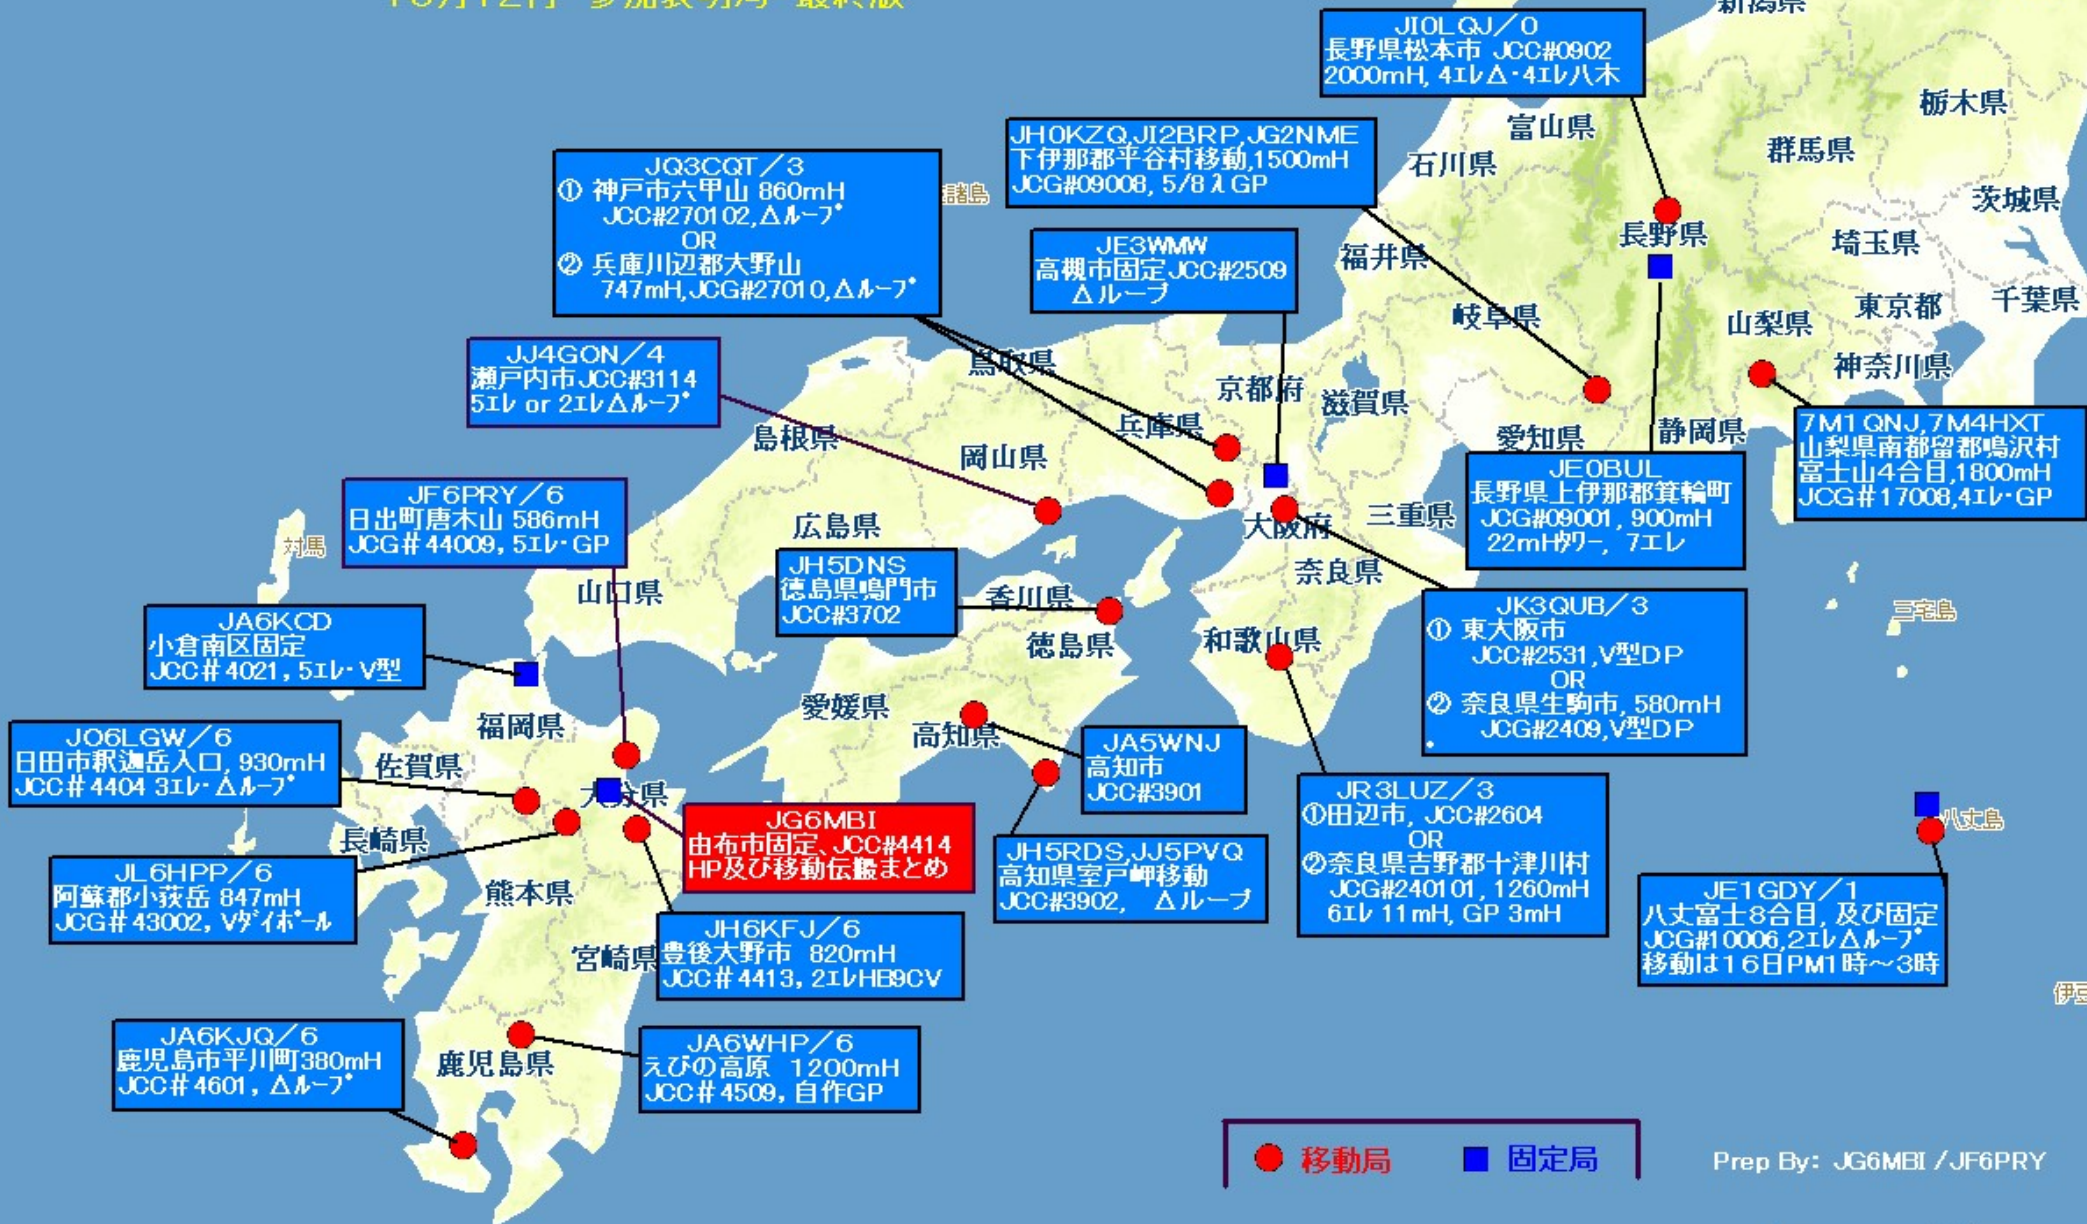 10月12日 参加表明局 最終版
新潟県
JI0LQJ／0
長野県松本市 JCC#0902
2000mH, 4ｴﾚ△・4ｴﾚ八木
栃木県
富山県
群馬県
石川県
JH0KZQ,JI2BRP,JG2NME
下伊那郡平谷村移動,1500mH
JCG#09008, 5/8λGP
JQ3CQT／3
① 神戸市六甲山 860mH
JCC#270102,△ﾙｰﾌﾟ
OR
② 兵庫川辺郡大野山
747mH,JCG#27010,△ﾙｰﾌﾟ
諸島
茨城県
長野県
埼玉県
福井県
JE3WMW
高槻市固定JCC#2509
△ループ
岐阜県
東京都
千葉県
山梨県
神奈川県
JJ4GON／4
瀬戸内市JCC#3114
5ｴﾚ or 2ｴﾚ△ﾙｰﾌﾟ
鳥取県
京都府
滋賀県
兵庫県
島根県
岡山県
愛知県
静岡県
7M1QNJ,7M4HXT
山梨県南都留郡鳴沢村
富士山4合目,1800mH
JCG＃17008,4ｴﾚ･GP
JE0BUL
長野県上伊那郡箕輪町
JCG#09001, 900mH
22mHﾀﾜｰ, 7エレ
JF6PRY／6
日出町唐木山 586mH
JCG＃44009, 5ｴﾚ･GP
対馬
広島県
大阪府
三重県
奈良県
山口県
JH5DNS
徳島県鳴門市
JCC#3702
香川県
徳島県
和歌山県
JK3QUB／3
① 東大阪市
JCC#2531,V型DP
OR
② 奈良県生駒市, 580mH
JCG#2409,V型DP
三宅島
JA6KCD
小倉南区固定
JCC＃4021, 5ｴﾚ･V型
福岡県
愛媛県
高知県
JO6LGW／6
日田市釈迦岳入口, 930mH
JCC＃4404 3ｴﾚ･△ﾙｰﾌﾟ
佐賀県
大分県
JA5WNJ
高知市
JCC#3901
JG6MBI
由布市固定、JCC#4414
HP及び移動伝搬まとめ
長崎県
JR3LUZ／3
①田辺市, JCC#2604
OR
②奈良県吉野郡十津川村
JCG#240101, 1260mH
6ｴﾚ 11mH, GP 3mH
八丈島
JH5RDS,JJ5PVQ
高知県室戸岬移動
JCC#3902, △ループ
JL6HPP／6
阿蘇郡小荻岳 847mH
JCG＃43002, Vﾀﾞｲﾎﾟｰﾙ
熊本県
JE1GDY／1
八丈富士8合目, 及び固定
JCG#10006,2ｴﾚ△ﾙｰﾌﾟ
移動は16日PM1時～3時
JH6KFJ／6
豊後大野市 820mH
JCC＃4413, 2ｴﾚHB9CV
宮崎県
伊豆
JA6KJQ／6
鹿児島市平川町380mH
JCC＃4601, △ﾙｰﾌﾟ
鹿児島県
JA6WHP／6
えびの高原 1200mH
JCC＃4509, 自作GP
移動局
固定局
Prep By: JG6MBI /JF6PRY